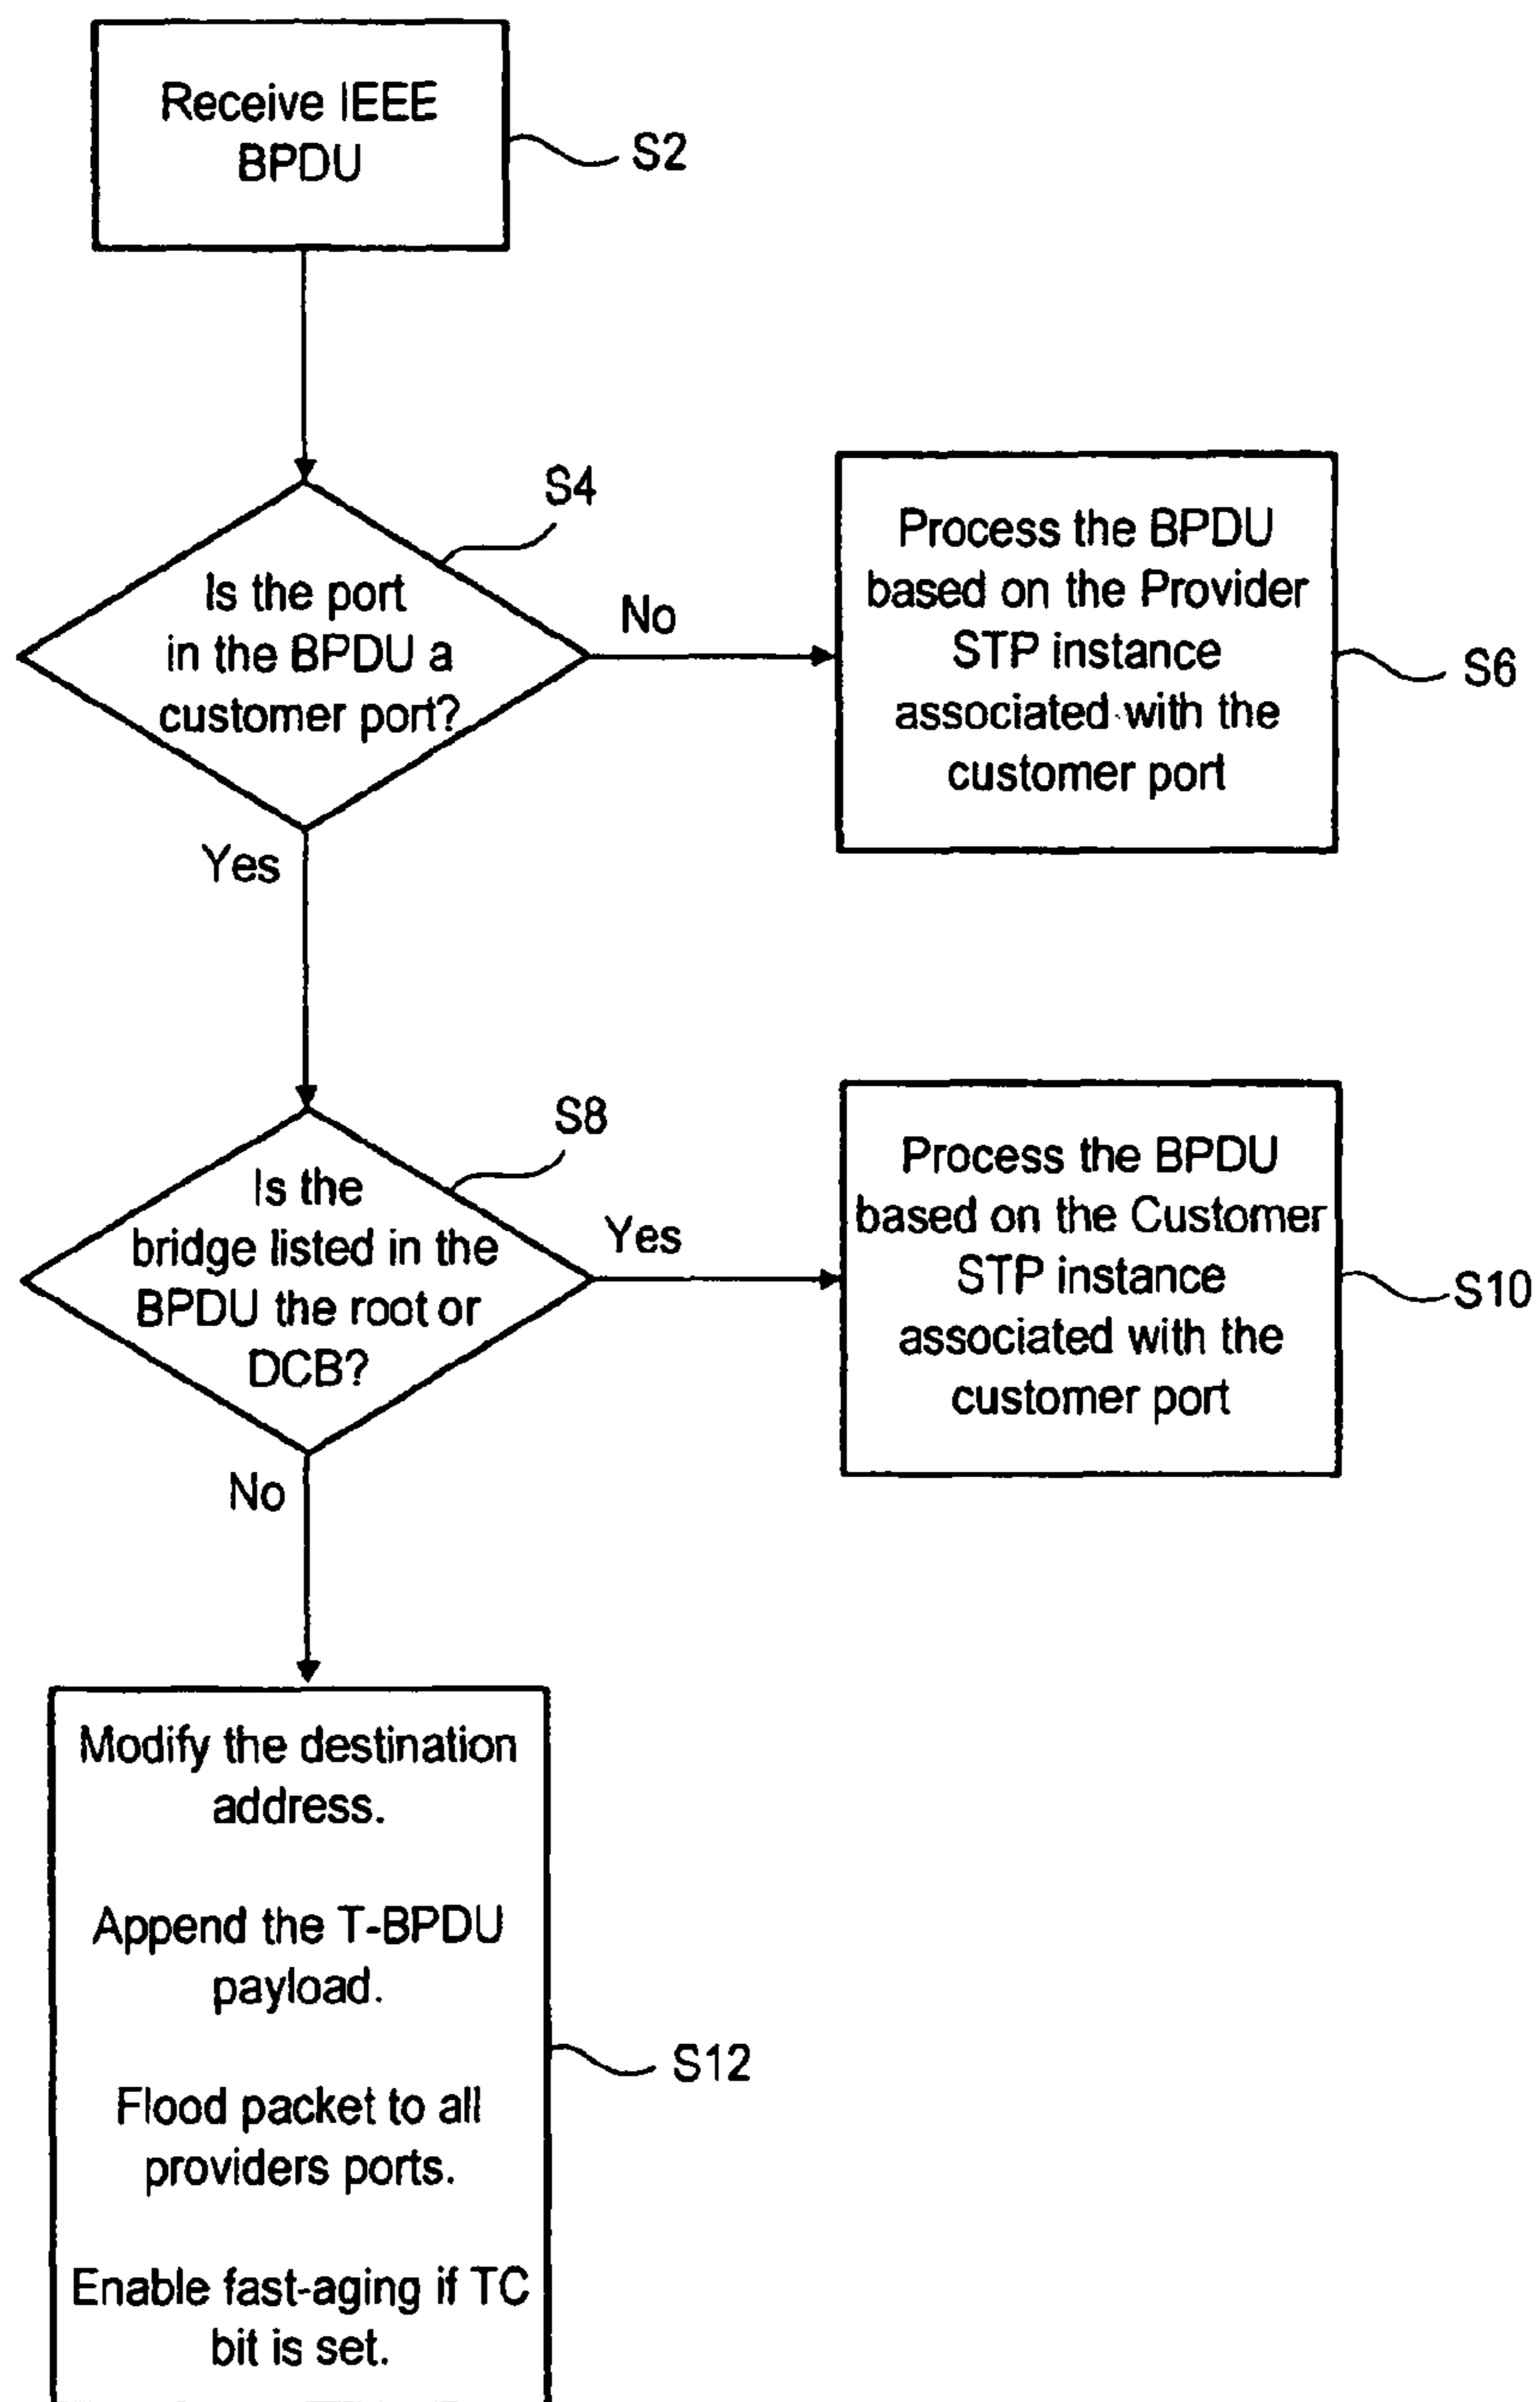 Receive IEEE
BPDU
S2
S4
Is the port
in the BPDU a
customer port?
No
Process the BPDU
based on the Provider
STP instance
associated with the
customer port
S6
Yes
S8
Is the
bridge listed in the
BPDU the root or
DCB?
Yes
Process the BPDU
based on the Customer
STP instance
associated with the
customer port
S10
No
Modify the destination
address.
Append the T-BPDU
payload.
Flood packet to all
providers ports.
Enable fast-aging if TC
bit is set.
S12